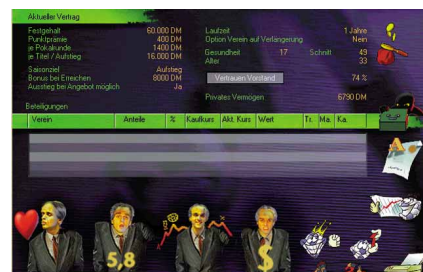 Aktueller Vertrag
Festgehalt 60.000 DM
Punktprämie 400 DM
je Pokalrunde 1400 DM
je Titel / Aufstieg 16.000 DM
Saisonziel Aufstieg
Bonus bei Erreichen 8000 DM
Ausstieg bei Angebot möglich Ja
Laufzeit 1 Jahre
Option Verein auf Verlängerung Nein
Gesundheit 17 Schnitt 49
Alter 33
Vertrauen Vorstand 74 %
Privates Vermögen 6790 DM
Beteiligungen
Verein Anteile % Kaufkurs Akt. Kurs Wert Tr. Ma. Ka.
A
5,8
$